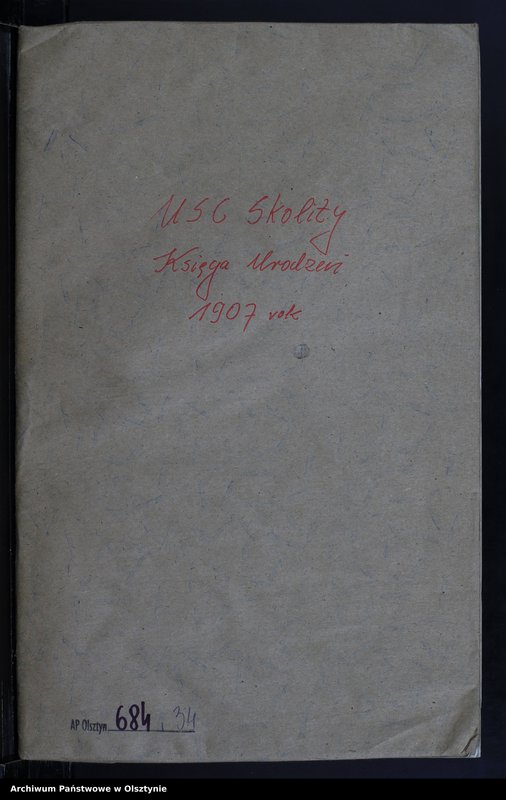 USC Skolity
Księga Urodzeń
1907 rok
AP Olsztyn 684, 34
Archiwum Państwowe w Olsztynie